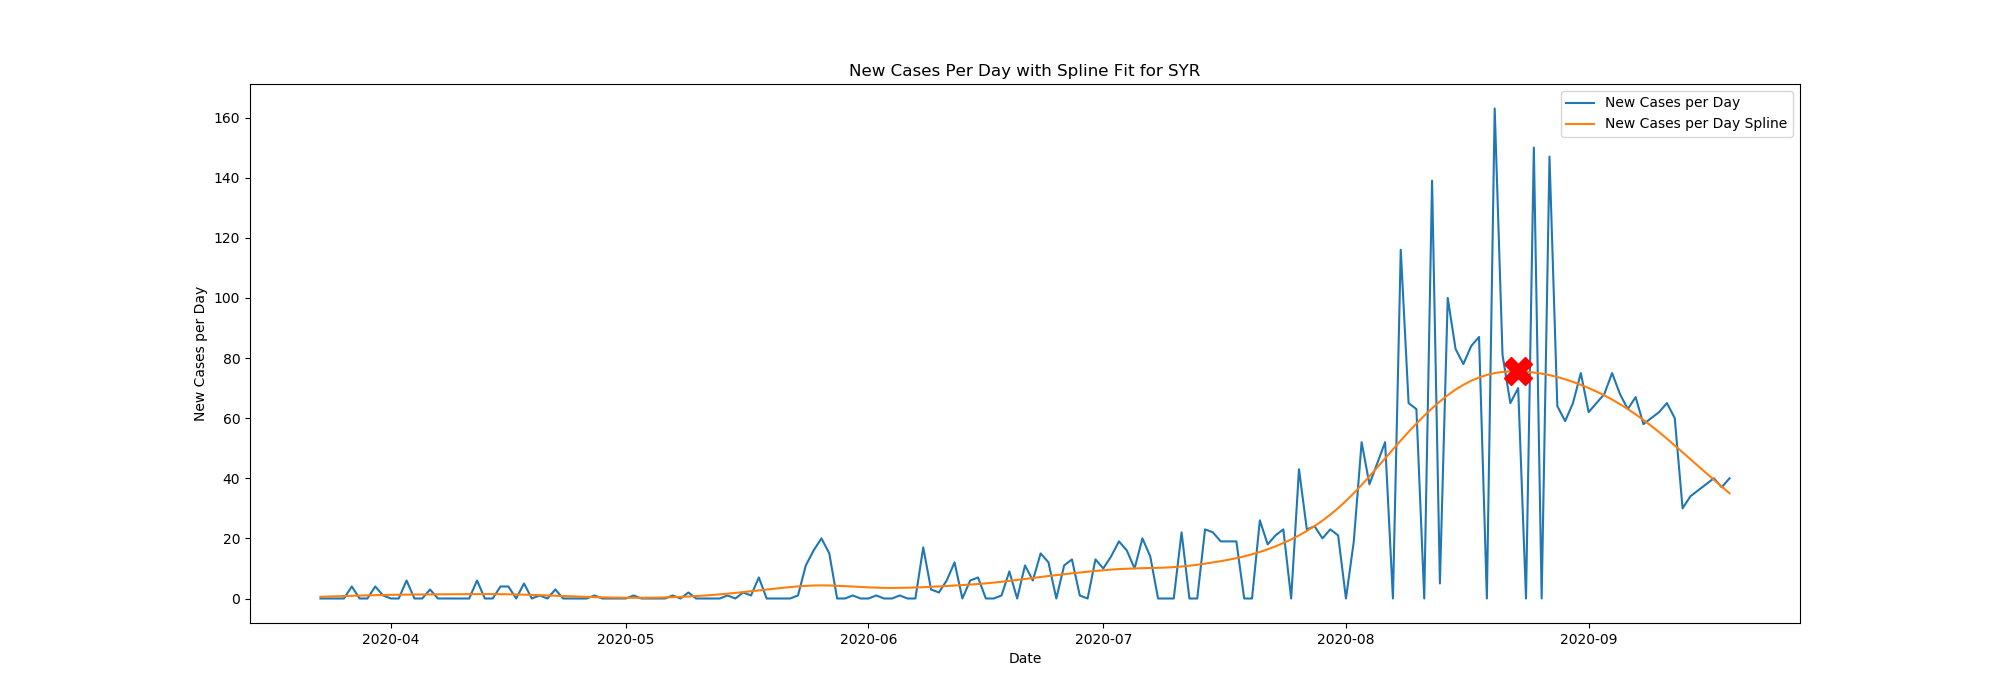 New Cases Per Day with Spline Fit for SYR
New Cases per Day
New Cases per Day Spline
160
140
120
100
80
60
40
20
0
New Cases per Day
2020-04 2020-05 2020-06 2020-07 2020-08 2020-09
Date